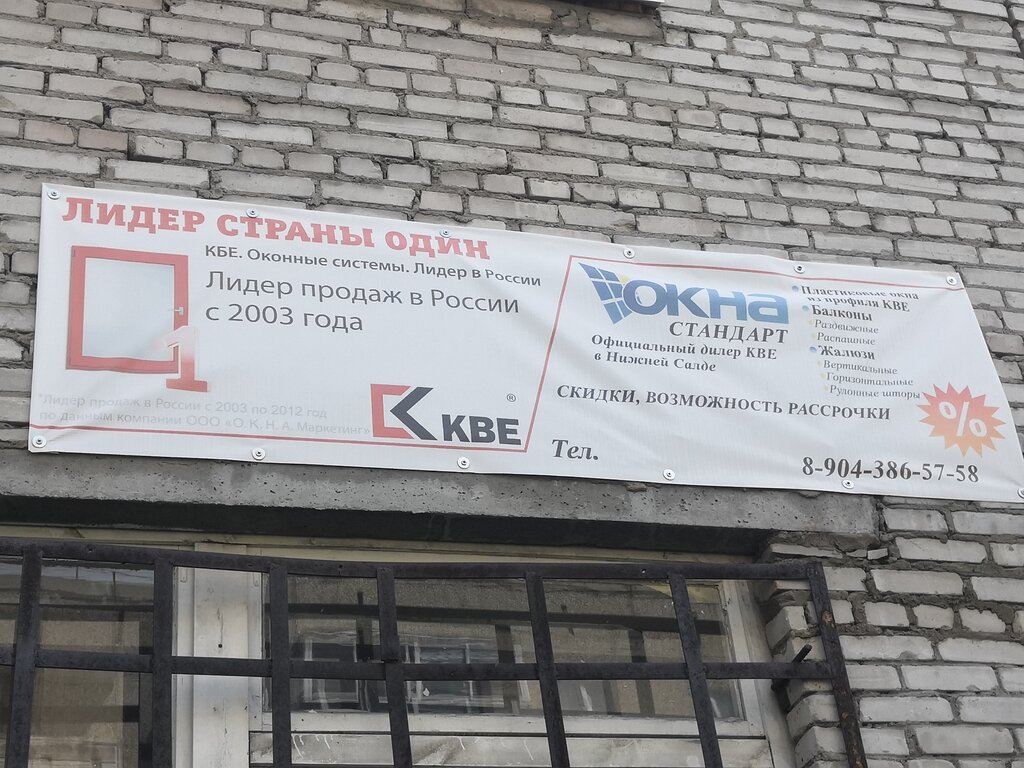 ЛИДЕР СТРАНЫ ОДИН
КБЕ. Оконные системы. Лидер в России
Лидер продаж в России
с 2003 года
1
*Лидер продаж в России с 2003 по 2012 год
по данным компании ООО «О. К. Н. А. Маркетинг»
KBE ®
ОКНА
СТАНДАРТ
Официальный дилер КВЕ
в Нижней Салде
Пластиковые окна
из профиля КВЕ
Балконы
Раздвижные
Распашные
Жалюзи
Вертикальные
Горизонтальные
Рулонные шторы
СКИДКИ, ВОЗМОЖНОСТЬ РАССРОЧКИ
%
Тел.
8-904-386-57-58